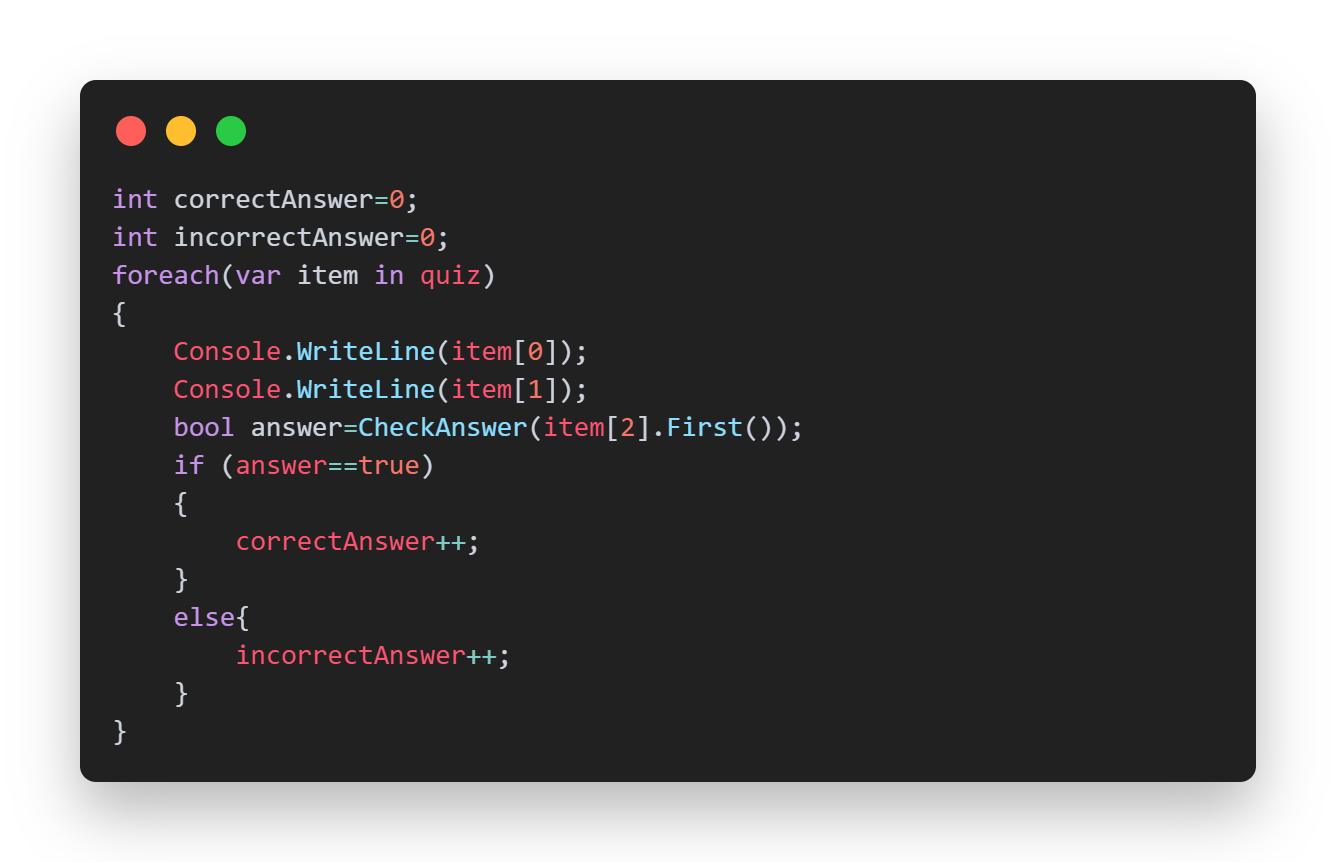 int correctAnswer=0;
int incorrectAnswer=0;
foreach(var item in quiz)
{
    Console.WriteLine(item[0]);
    Console.WriteLine(item[1]);
    bool answer=CheckAnswer(item[2].First());
    if (answer==true)
    {
        correctAnswer++;
    }
    else{
        incorrectAnswer++;
    }
}